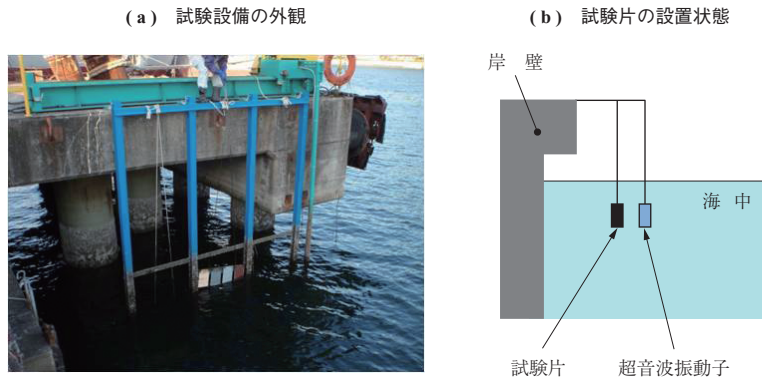 (a) 試験設備の外観
(b) 試験片の設置状態
岸 壁
海 中
試験片
超音波振動子